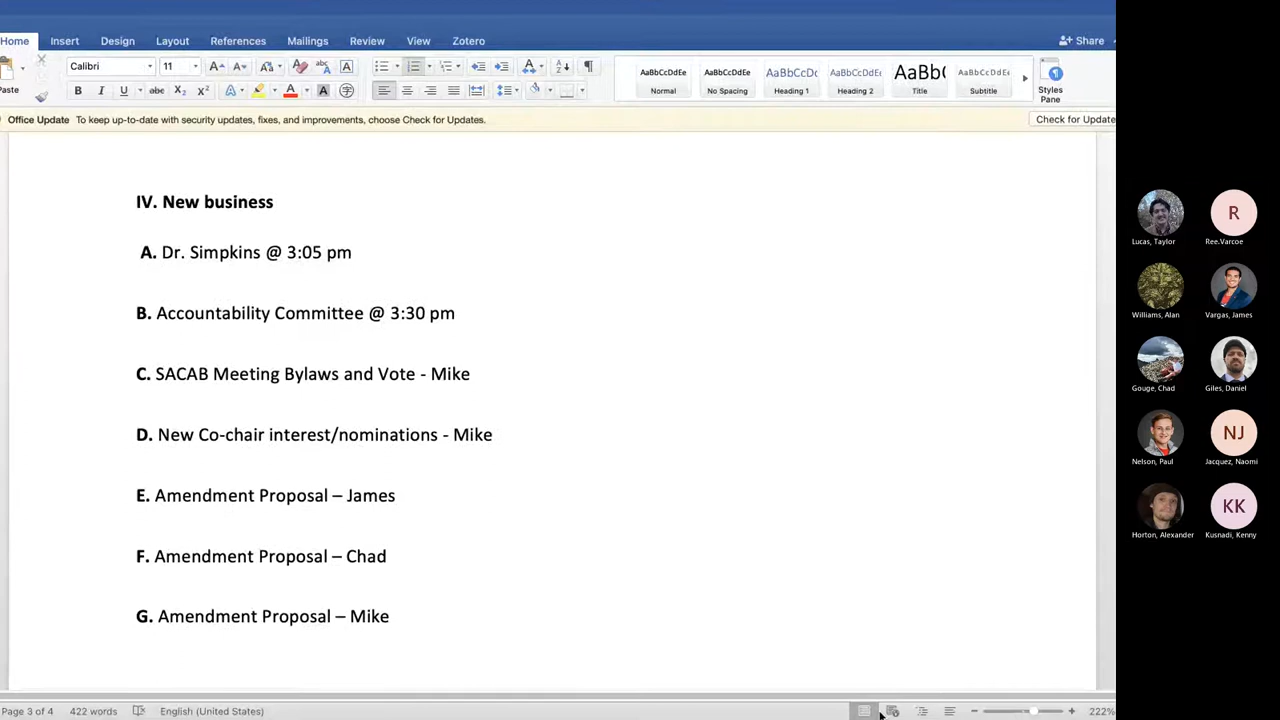 Home Insert Design Layout References Mailings Review View Zotero Share
Paste Calibri 11 AaBbCcDdEe AaBbCcDdEe AaBbCcDc AaBbCcDdEe AaBb( AaBbCcDdEe
Normal No Spacing Heading 1 Heading 2 Title Subtitle Styles Pane
Office Update To keep up-to-date with security updates, fixes, and improvements, choose Check for Updates. Check for Update
IV. New business
A. Dr. Simpkins @ 3:05 pm
B. Accountability Committee @ 3:30 pm
C. SACAB Meeting Bylaws and Vote - Mike
D. New Co-chair interest/nominations - Mike
E. Amendment Proposal – James
F. Amendment Proposal – Chad
G. Amendment Proposal – Mike
Page 3 of 4 422 words English (United States) 222%
R
Lucas, Taylor Ree.Varcoe
Williams, Alan Vargas, James
Gouge, Chad Giles, Daniel
NJ
Nelson, Paul Jacquez, Naomi
KK
Horton, Alexander Kusnadi, Kenny